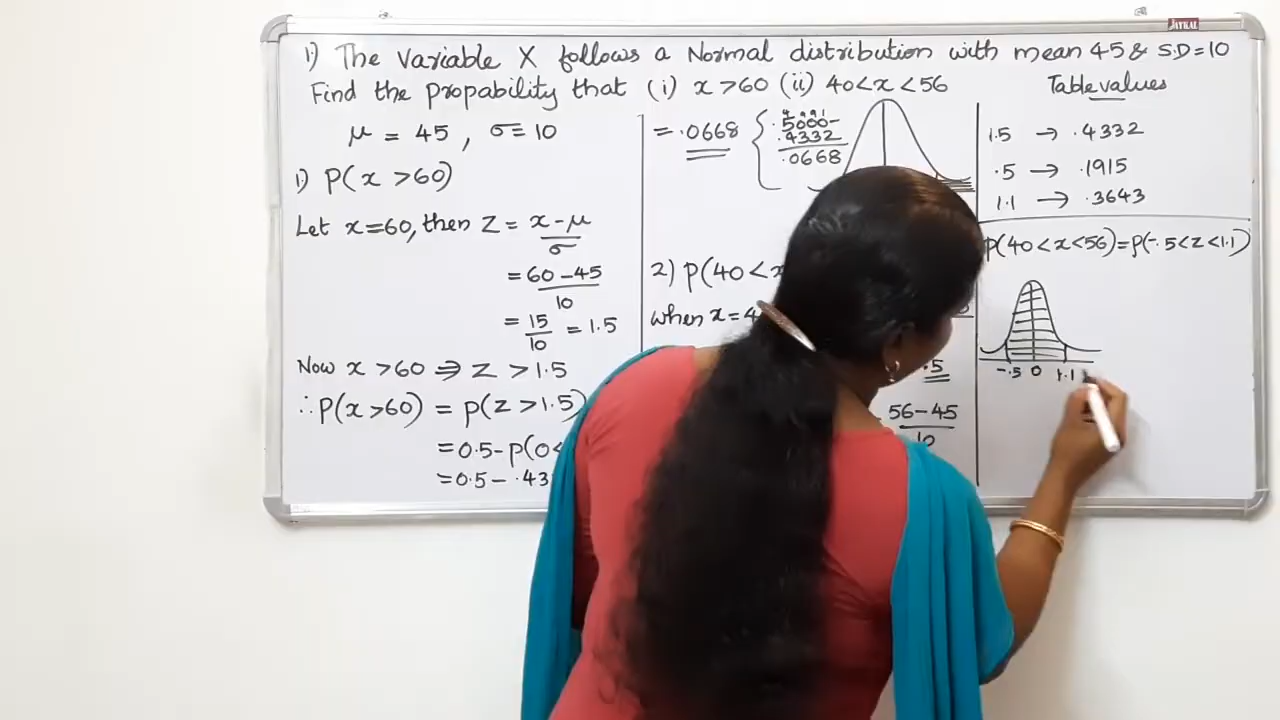 JAYKAL
1.) The variable X follows a Normal distribution with mean 45 & S.D=10
Find the propability that (i) x >60 (ii) 40<x<56
μ = 45, σ=10
1.) P(x >60)
Let x=60, then Z = x-μ
σ
= 60-45
10
= 15 = 1.5
10
Now x >60 ⇒ Z > 1.5
∴P(x>60) = p(z >1.5)
=0.5-p(0<
=0.5-.43
= .0668
.5000-
.4332
.0668
2) p(40 <x
when x=4
.5
56-45
10
Table values
1.5 → .4332
.5 → .1915
1.1 → .3643
p(40<x<56)=p(-.5<z<1.1)
-.5 0 1.1